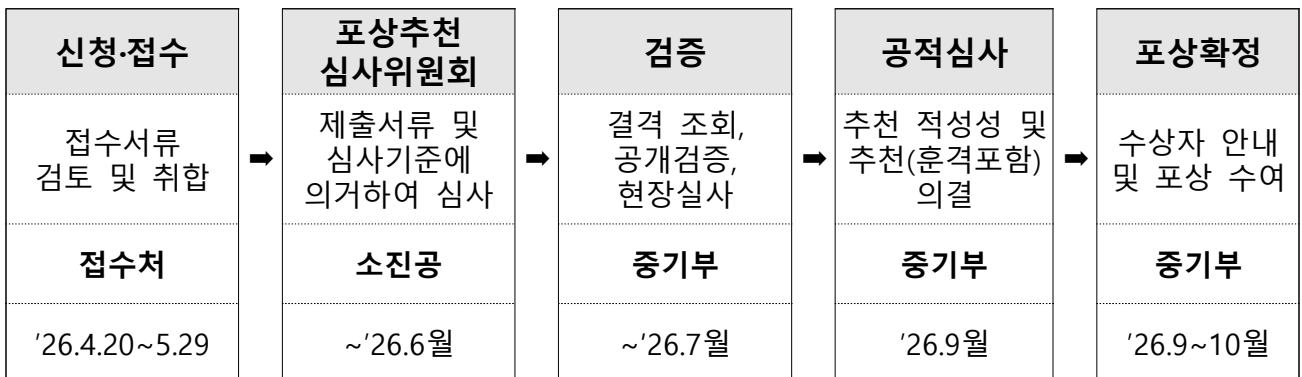 신청·접수
접수서류
검토 및 취합
접수처
'26.4.20~5.29
➡
포상추천
심사위원회
제출서류 및
심사기준에
의거하여 심사
소진공
~'26.6월
➡
검증
결격 조회,
공개검증,
현장실사
중기부
~'26.7월
➡
공적심사
추천 적성성 및
추천(훈격포함)
의결
중기부
'26.9월
➡
포상확정
수상자 안내
및 포상 수여
중기부
'26.9~10월